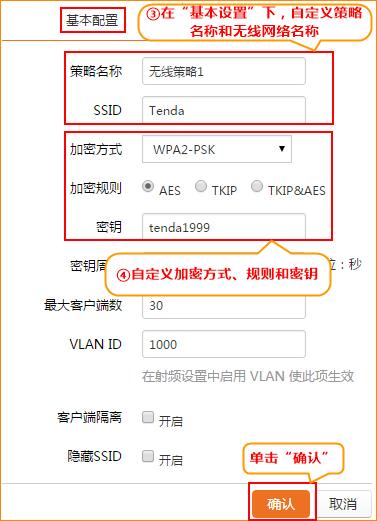 基本配置
③在“基本设置”下，自定义策略
名称和无线网络名称
策略名称 无线策略1
SSID Tenda
加密方式 WPA2-PSK
加密规则 AES TKIP TKIP&AES
密钥 tenda1999
密钥周 位：秒
④自定义加密方式、规则和密钥
最大客户端数 30
VLAN ID 1000
在射频设置中启用 VLAN 使此项生效
客户端隔离 开启
隐藏SSID 开启
单击“确认”
确认 取消